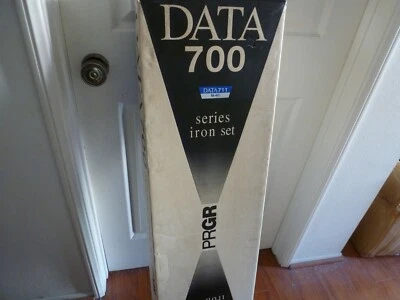 DATA
700
DATA 711
series
iron set
PRGR